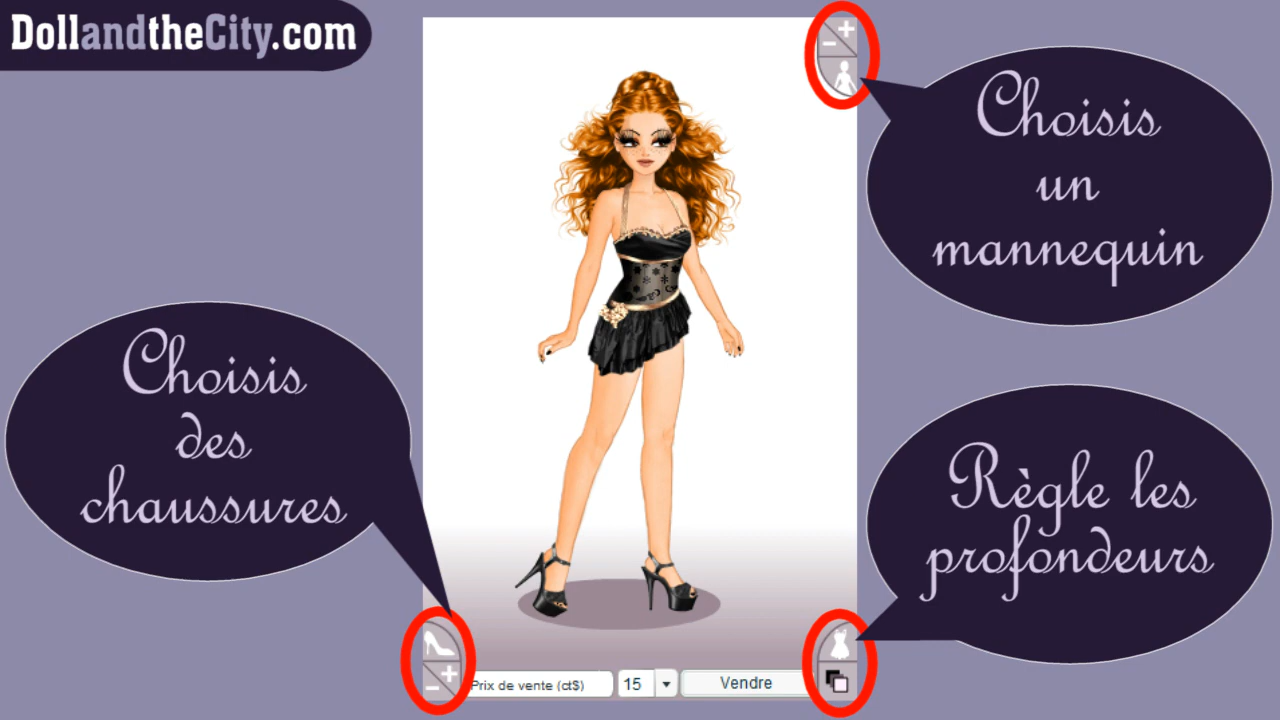 DollandtheCity.com
Choisis
un
mannequin
Choisis
des
chaussures
Règle les
profondeurs
Prix de vente (ct$) 15 Vendre